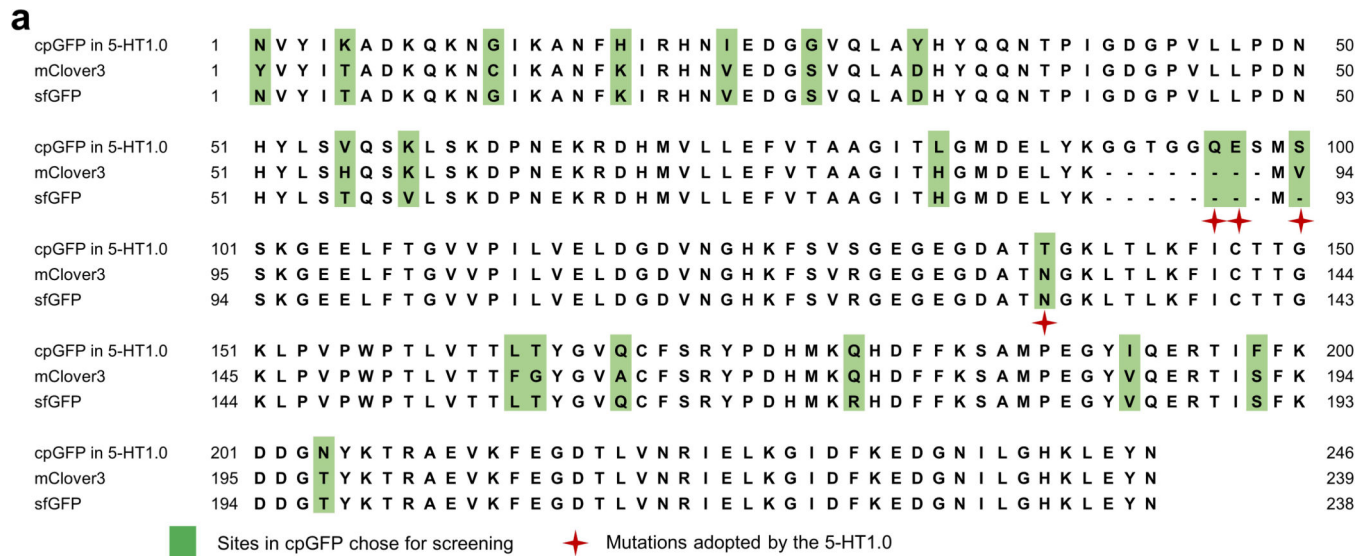 a
cpGFP in 5-HT1.0 1 N V Y I K A D K Q K N G I K A N F H I R H N I E D G G V Q L A Y H Y Q Q N T P I G D G P V L L P D N 50
mClover3 1 Y V Y I T A D K Q K N C I K A N F K I R H N V E D G S V Q L A D H Y Q Q N T P I G D G P V L L P D N 50
sfGFP 1 N V Y I T A D K Q K N G I K A N F K I R H N V E D G S V Q L A D H Y Q Q N T P I G D G P V L L P D N 50
cpGFP in 5-HT1.0 51 H Y L S V Q S K L S K D P N E K R D H M V L L E F V T A A G I T L G M D E L Y K G G T G G Q E S M S 100
mClover3 51 H Y L S H Q S K L S K D P N E K R D H M V L L E F V T A A G I T H G M D E L Y K - - - - - - - - M V 94
sfGFP 51 H Y L S T Q S V L S K D P N E K R D H M V L L E F V T A A G I T H G M D E L Y K - - - - - - - - M - 93
cpGFP in 5-HT1.0 101 S K G E E L F T G V V P I L V E L D G D V N G H K F S V S G E G E G D A T T G K L T L K F I C T T G 150
mClover3 95 S K G E E L F T G V V P I L V E L D G D V N G H K F S V R G E G E G D A T N G K L T L K F I C T T G 144
sfGFP 94 S K G E E L F T G V V P I L V E L D G D V N G H K F S V R G E G E G D A T N G K L T L K F I C T T G 143
cpGFP in 5-HT1.0 151 K L P V P W P T L V T T L T Y G V Q C F S R Y P D H M K Q H D F F K S A M P E G Y I Q E R T I F F K 200
mClover3 145 K L P V P W P T L V T T F G Y G V A C F S R Y P D H M K Q H D F F K S A M P E G Y V Q E R T I S F K 194
sfGFP 144 K L P V P W P T L V T T L T Y G V Q C F S R Y P D H M K R H D F F K S A M P E G Y V Q E R T I S F K 193
cpGFP in 5-HT1.0 201 D D G N Y K T R A E V K F E G D T L V N R I E L K G I D F K E D G N I L G H K L E Y N 246
mClover3 195 D D G T Y K T R A E V K F E G D T L V N R I E L K G I D F K E D G N I L G H K L E Y N 239
sfGFP 194 D D G T Y K T R A E V K F E G D T L V N R I E L K G I D F K E D G N I L G H K L E Y N 238
Sites in cpGFP chose for screening Mutations adopted by the 5-HT1.0